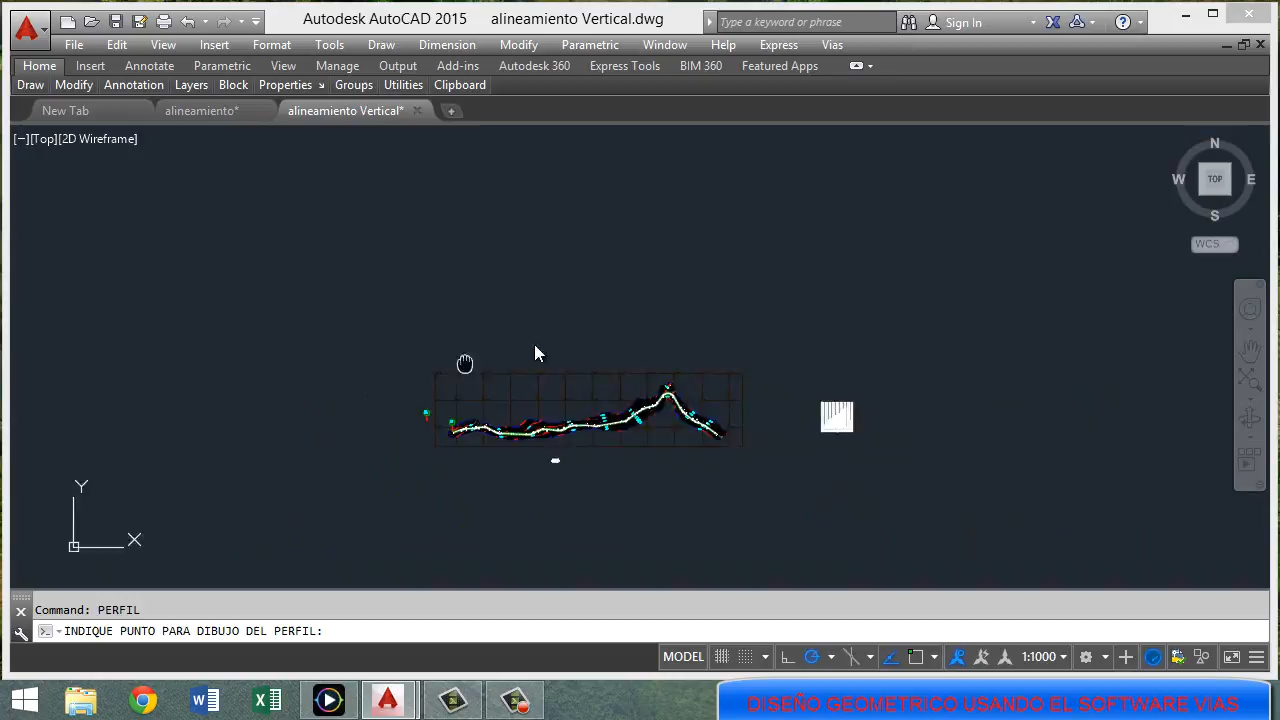 Autodesk AutoCAD 2015 alineamiento Vertical.dwg
Type a keyword or phrase
Sign In
File Edit View Insert Format Tools Draw Dimension Modify Parametric Window Help Express Vias
Home Insert Annotate Parametric View Manage Output Add-ins Autodesk 360 Express Tools BIM 360 Featured Apps
Draw Modify Annotation Layers Block Properties Groups Utilities Clipboard
New Tab alineamiento* alineamiento Vertical*
[−][Top][2D Wireframe]
N
W TOP E
S
WCS
Y
X
Command: PERFIL
INDIQUE PUNTO PARA DIBUJO DEL PERFIL:
MODEL 1:1000
DISEÑO GEOMETRICO USANDO EL SOFTWARE VIAS